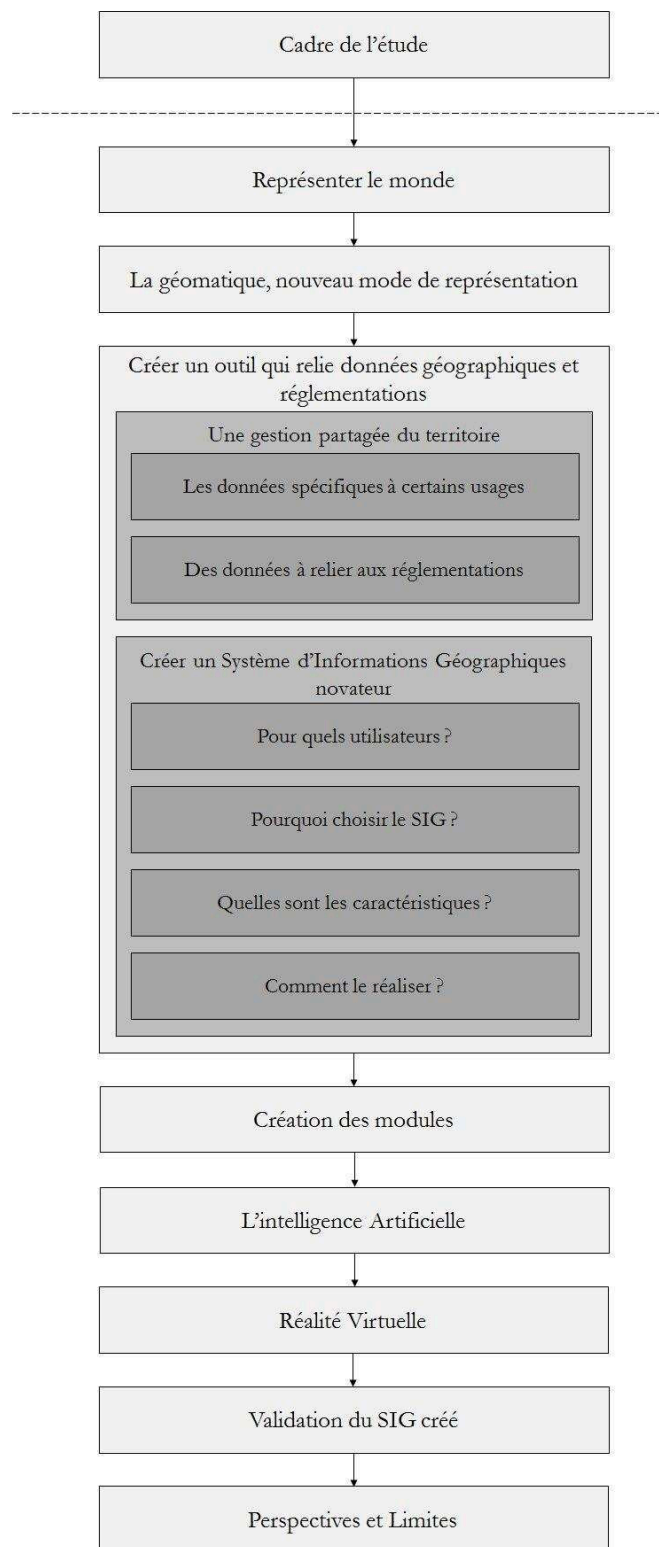 Cadre de l’étude
Représenter le monde
La géomatique, nouveau mode de représentation
Créer un outil qui relie données géographiques et
réglementations
Une gestion partagée du territoire
Les données spécifiques à certains usages
Des données à relier aux réglementations
Créer un Système d’Informations Géographiques
novateur
Pour quels utilisateurs ?
Pourquoi choisir le SIG ?
Quelles sont les caractéristiques ?
Comment le réaliser ?
Création des modules
L’intelligence Artificielle
Réalité Virtuelle
Validation du SIG créé
Perspectives et Limites